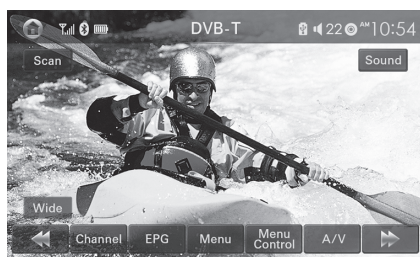 DVB-T 22 AM 10:54
Scan Sound
Wide
Channel EPG Menu Menu Control A/V